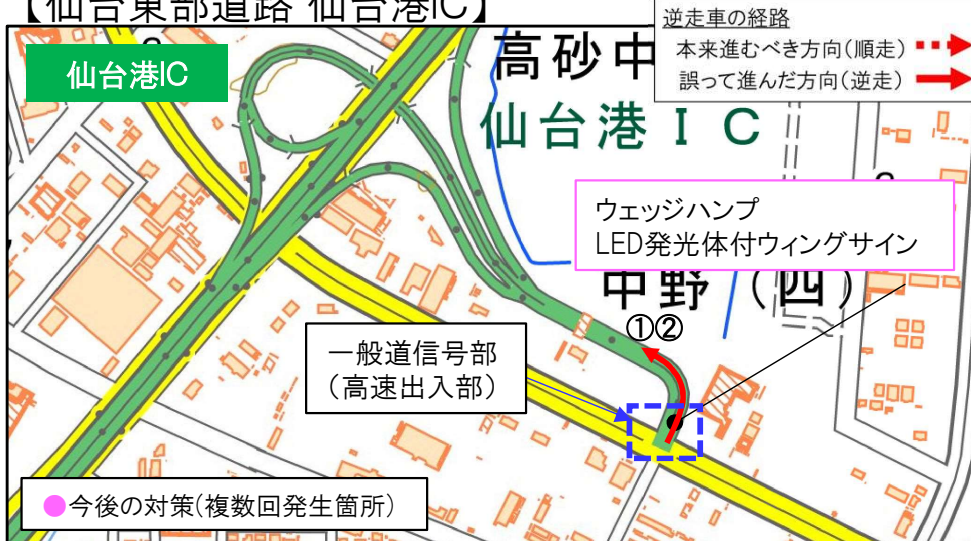 【仙台東部道路 仙台港IC】
逆走車の経路
本来進むべき方向(順走)
誤って進んだ方向(逆走)
仙台港IC
高砂中
仙台港IC
ウェッジハンプ
LED発光体付ウィングサイン
中野(四)
①②
一般道信号部
(高速出入部)
●今後の対策(複数回発生箇所)